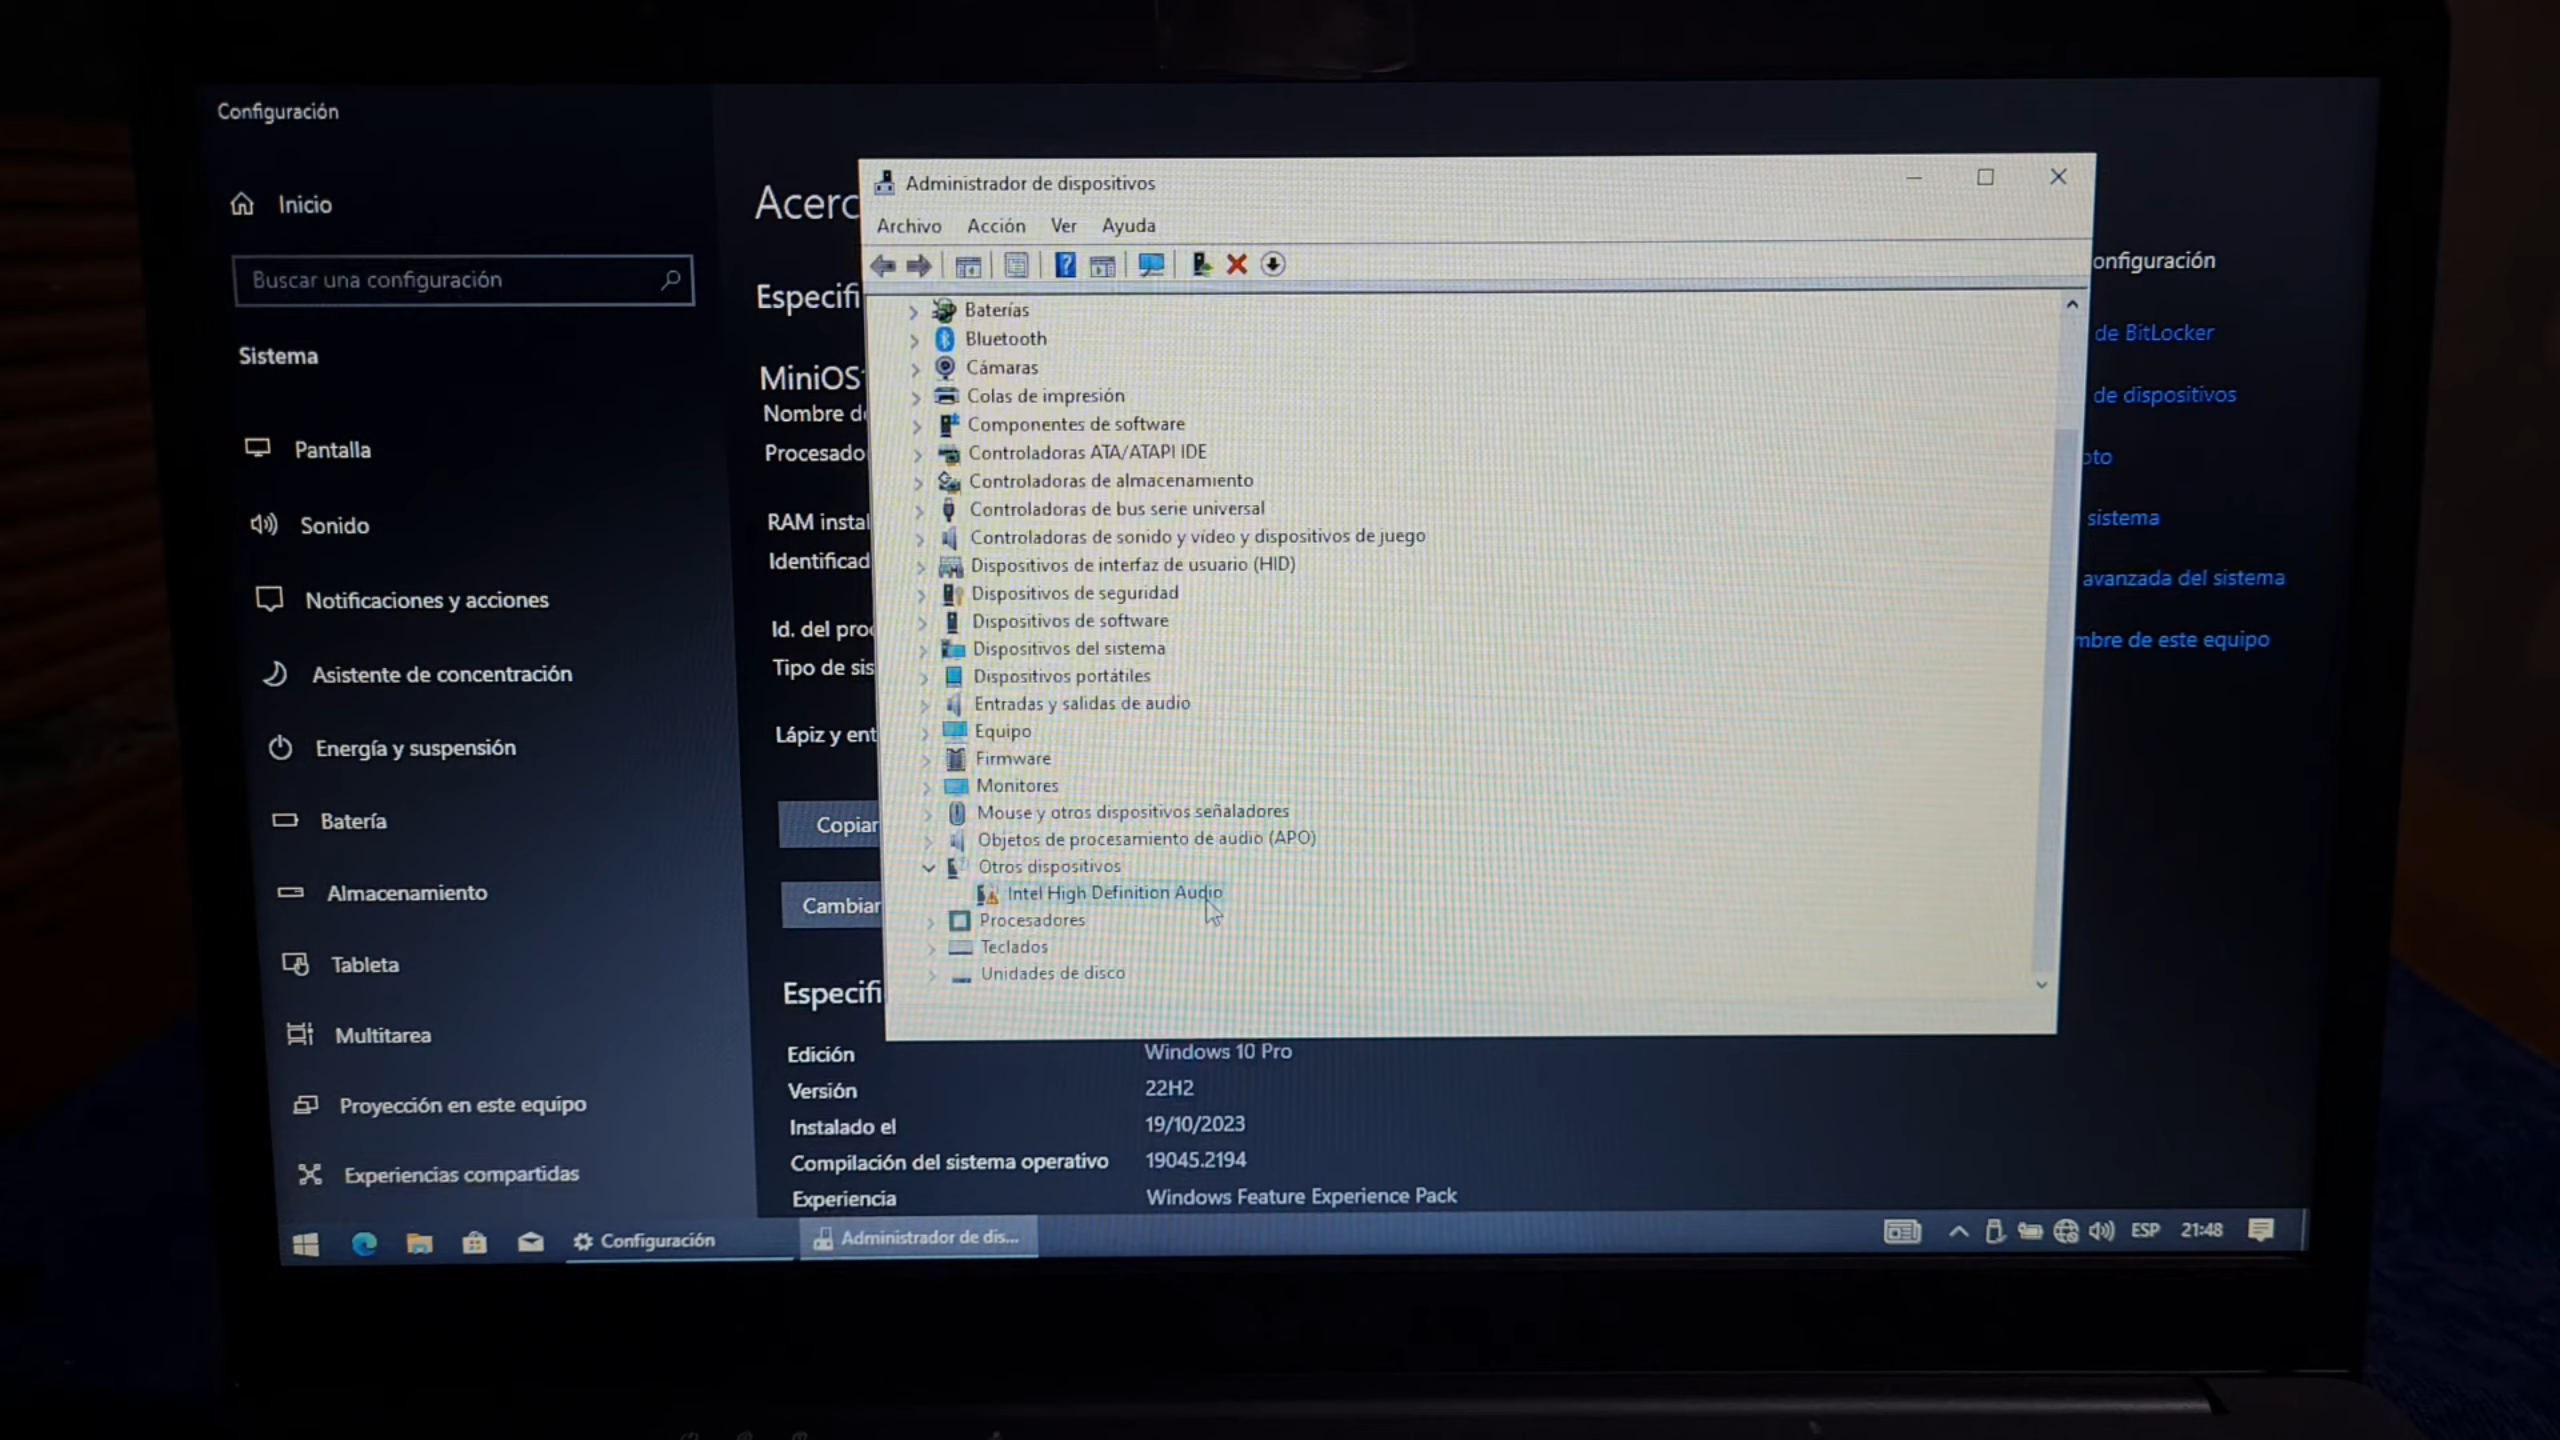 Configuración
Inicio
Buscar una configuración
Sistema
Pantalla
Sonido
Notificaciones y acciones
Asistente de concentración
Energía y suspensión
Batería
Almacenamiento
Tableta
Multitarea
Proyección en este equipo
Experiencias compartidas
Acerc
Especifi
MiniOS
Nombre de
Procesado
RAM instal
Identificad
Id. del proc
Tipo de sis
Lápiz y ent
Copiar
Cambiar
Especifi
Edición Windows 10 Pro
Versión 22H2
Instalado el 19/10/2023
Compilación del sistema operativo 19045.2194
Experiencia Windows Feature Experience Pack
Administrador de dispositivos
Archivo Acción Ver Ayuda
Baterías
Bluetooth
Cámaras
Colas de impresión
Componentes de software
Controladoras ATA/ATAPI IDE
Controladoras de almacenamiento
Controladoras de bus serie universal
Controladoras de sonido y vídeo y dispositivos de juego
Dispositivos de interfaz de usuario (HID)
Dispositivos de seguridad
Dispositivos de software
Dispositivos del sistema
Dispositivos portátiles
Entradas y salidas de audio
Equipo
Firmware
Monitores
Mouse y otros dispositivos señaladores
Objetos de procesamiento de audio (APO)
Otros dispositivos
Intel High Definition Audio
Procesadores
Teclados
Unidades de disco
onfiguración
de BitLocker
de dispositivos
oto
sistema
avanzada del sistema
mbre de este equipo
Configuración
Administrador de dis...
ESP
21:48